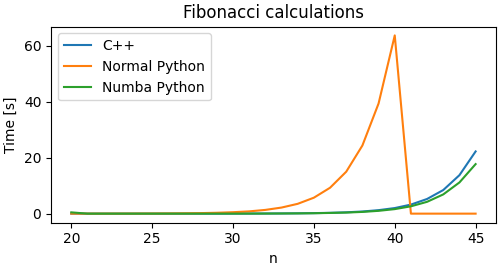 Fibonacci calculations
Time [s]
60
40
20
0
C++
Normal Python
Numba Python
20 25 30 35 40 45
n